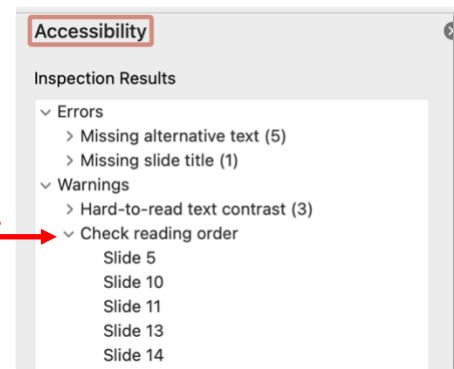 Accessibility
Inspection Results
Errors
Missing alternative text (5)
Missing slide title (1)
Warnings
Hard-to-read text contrast (3)
Check reading order
Slide 5
Slide 10
Slide 11
Slide 13
Slide 14